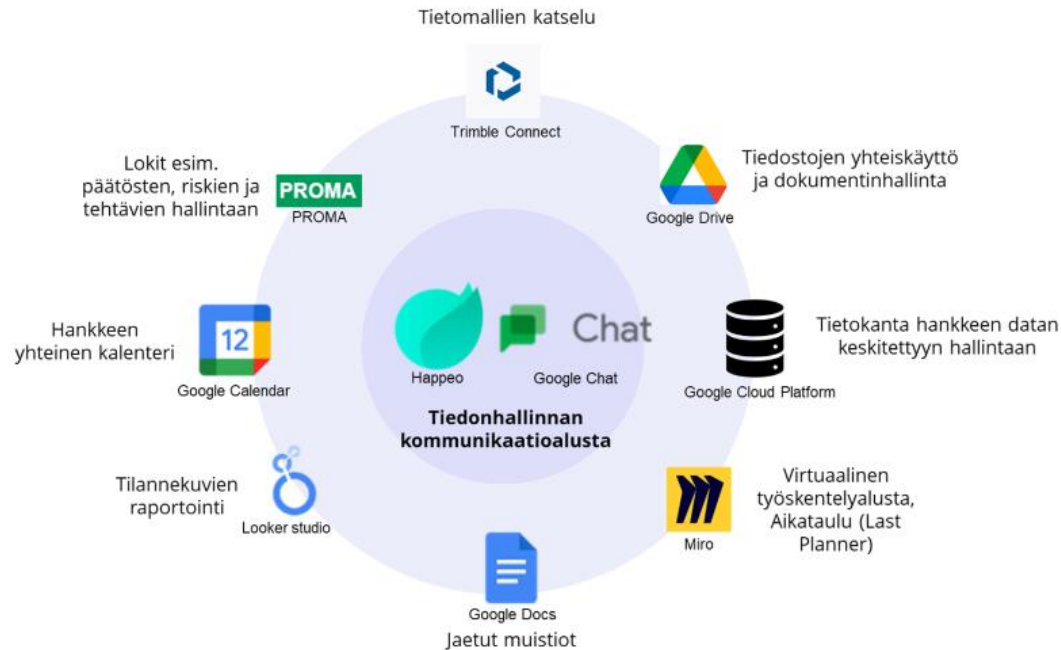 Tietomallien katselu
Trimble Connect
Tiedostojen yhteiskäyttö
ja dokumentinhallinta
Google Drive
Tietokanta hankkeen datan
keskitettyyn hallintaan
Google Cloud Platform
Virtuaalinen
työskentelyalusta,
Aikataulu (Last
Planner)
Miro
Google Docs
Jaetut muistiot
Tilannekuvien
raportointi
Looker studio
Hankkeen
yhteinen kalenteri
12
Google Calendar
Lokit esim.
päätösten, riskien ja
tehtävien hallintaan
PROMA
PROMA
Happeo
Chat
Google Chat
Tiedonhallinnan
kommunikaatioalusta